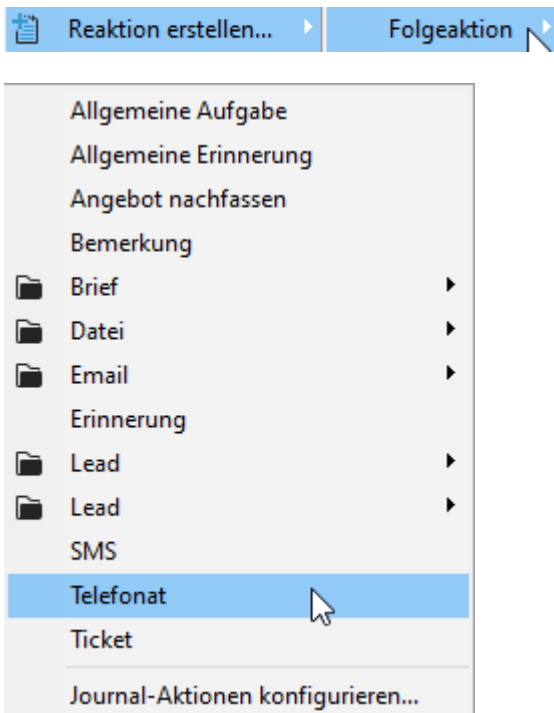 Reaktion erstellen... Folgeaktion
Allgemeine Aufgabe
Allgemeine Erinnerung
Angebot nachfassen
Bemerkung
Brief
Datei
Email
Erinnerung
Lead
Lead
SMS
Telefonat
Ticket
Journal-Aktionen konfigurieren...